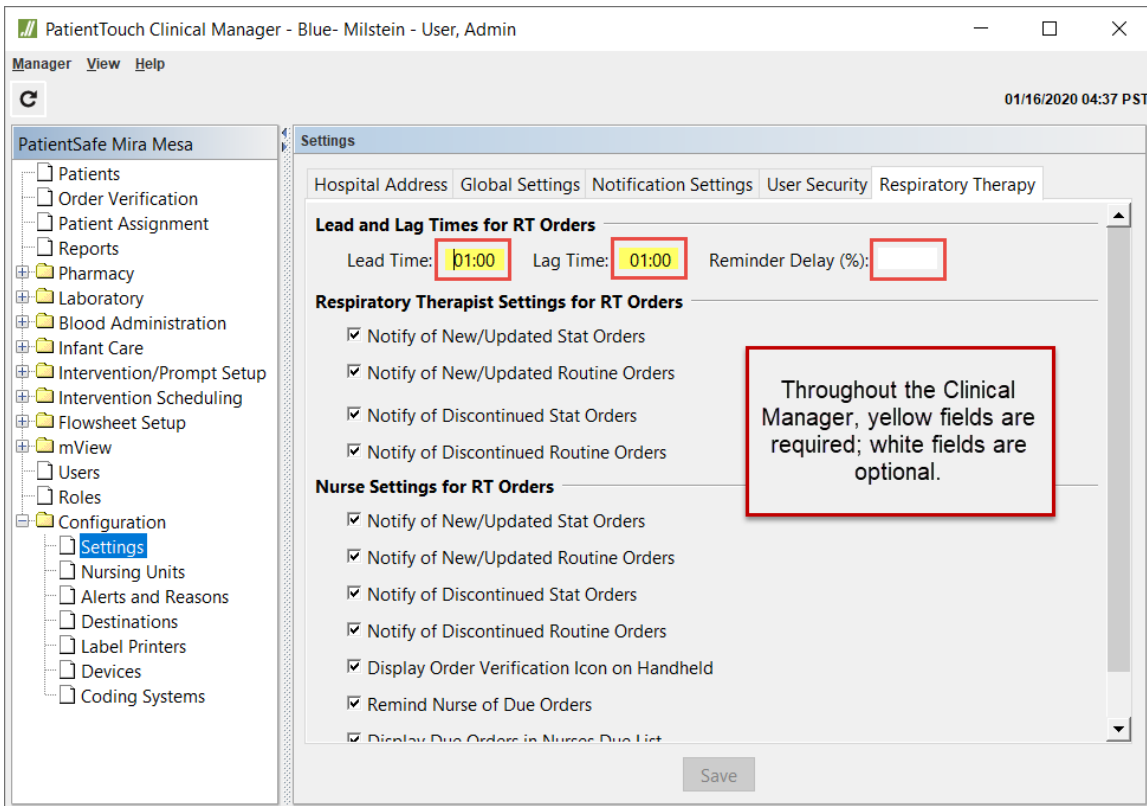 PatientTouch Clinical Manager - Blue- Milstein - User, Admin
Manager View Help
01/16/2020 04:37 PST
PatientSafe Mira Mesa
Patients
Order Verification
Patient Assignment
Reports
Pharmacy
Laboratory
Blood Administration
Infant Care
Intervention/Prompt Setup
Intervention Scheduling
Flowsheet Setup
mView
Users
Roles
Configuration
Settings
Nursing Units
Alerts and Reasons
Destinations
Label Printers
Devices
Coding Systems
Settings
Hospital Address Global Settings Notification Settings User Security Respiratory Therapy
Lead and Lag Times for RT Orders
Lead Time: 01:00 Lag Time: 01:00 Reminder Delay (%):
Respiratory Therapist Settings for RT Orders
Notify of New/Updated Stat Orders
Notify of New/Updated Routine Orders
Notify of Discontinued Stat Orders
Notify of Discontinued Routine Orders
Throughout the Clinical
Manager, yellow fields are
required; white fields are
optional.
Nurse Settings for RT Orders
Notify of New/Updated Stat Orders
Notify of New/Updated Routine Orders
Notify of Discontinued Stat Orders
Notify of Discontinued Routine Orders
Display Order Verification Icon on Handheld
Remind Nurse of Due Orders
Display Due Orders in Nurses Due List
Save